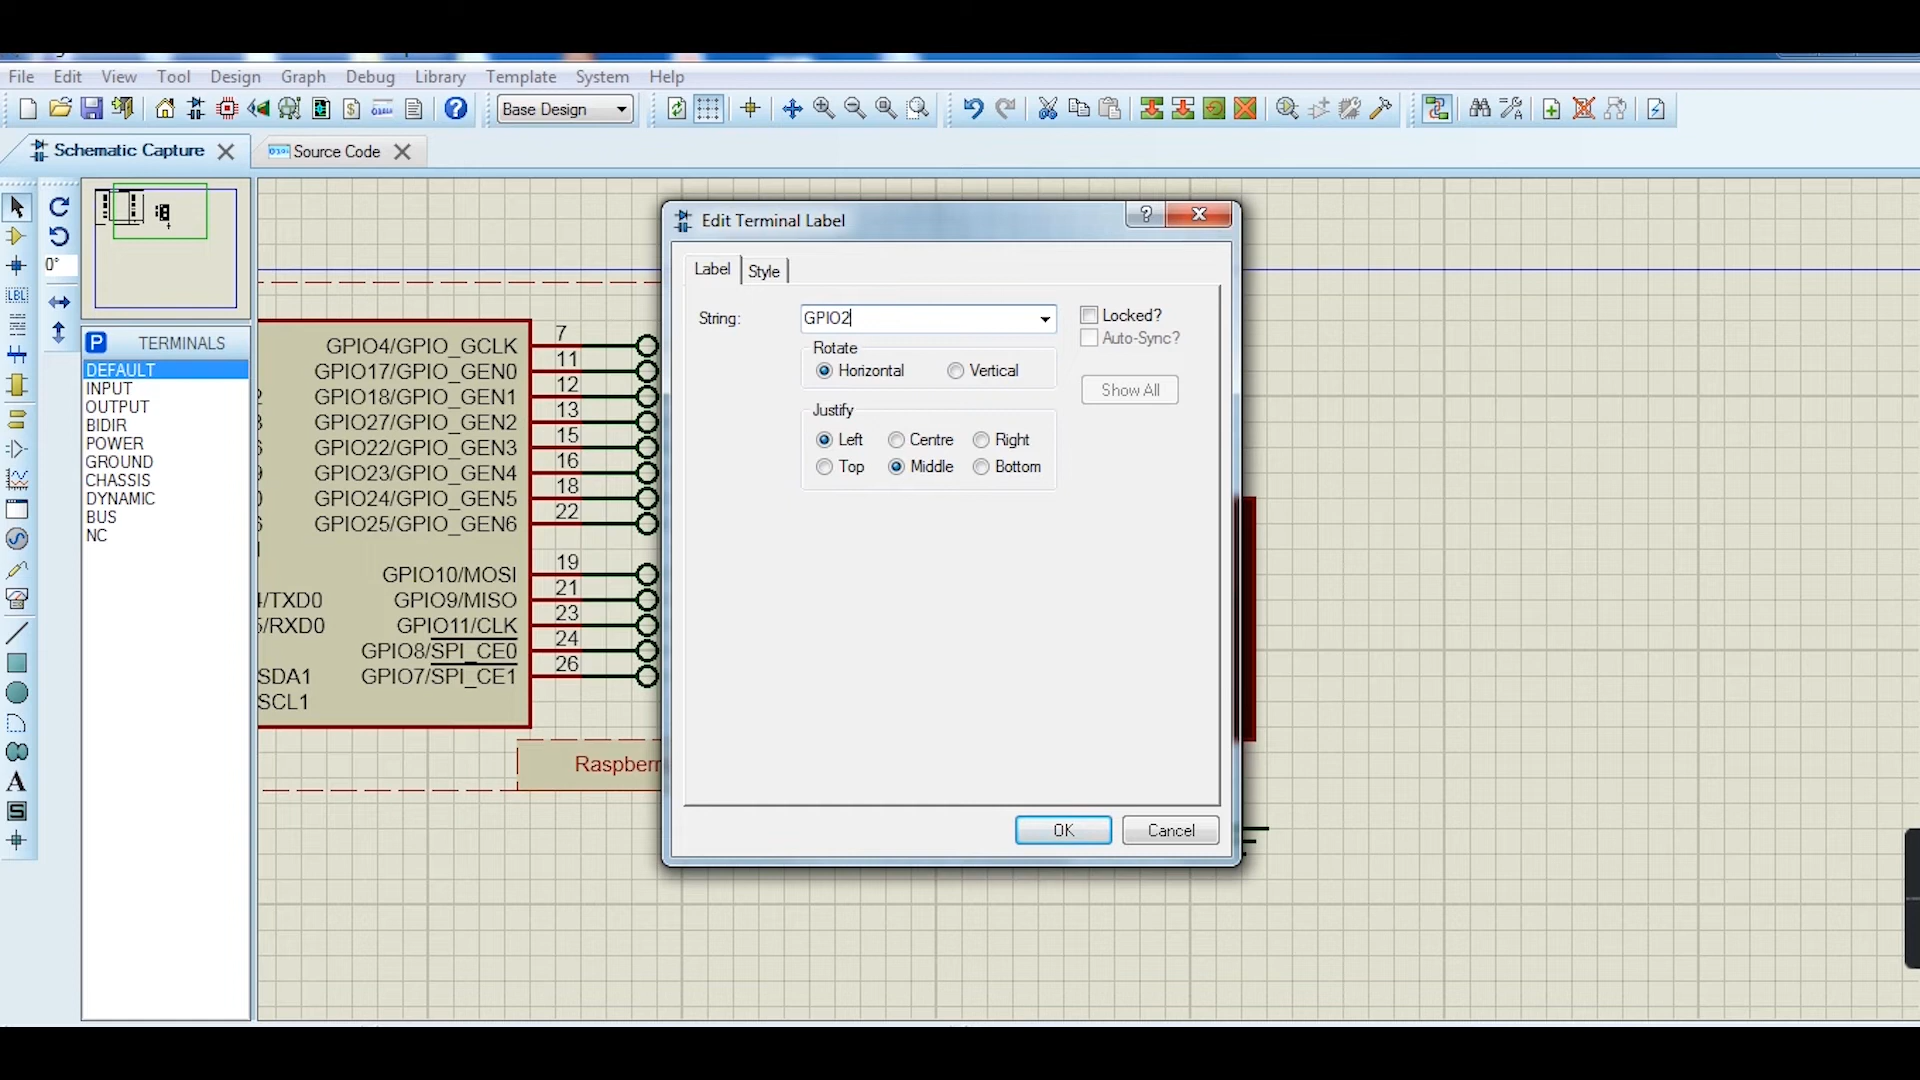 File Edit View Tool Design Graph Debug Library Template System Help
Base Design
Schematic Capture
Source Code
0°
LBL
P TERMINALS
DEFAULT
INPUT
OUTPUT
BIDIR
POWER
GROUND
CHASSIS
DYNAMIC
BUS
NC
A
S
GPIO4/GPIO_GCLK 7
GPIO17/GPIO_GEN0 11
GPIO18/GPIO_GEN1 12
GPIO27/GPIO_GEN2 13
GPIO22/GPIO_GEN3 15
GPIO23/GPIO_GEN4 16
GPIO24/GPIO_GEN5 18
GPIO25/GPIO_GEN6 22
GPIO10/MOSI 19
/TXD0 GPIO9/MISO 21
/RXD0 GPIO11/CLK 23
GPIO8/SPI_CE0 24
SDA1 GPIO7/SPI_CE1 26
SCL1
Raspberr
Edit Terminal Label
Label Style
String: GPIO2
Locked?
Auto-Sync?
Rotate
Horizontal Vertical
Show All
Justify
Left Centre Right
Top Middle Bottom
OK Cancel